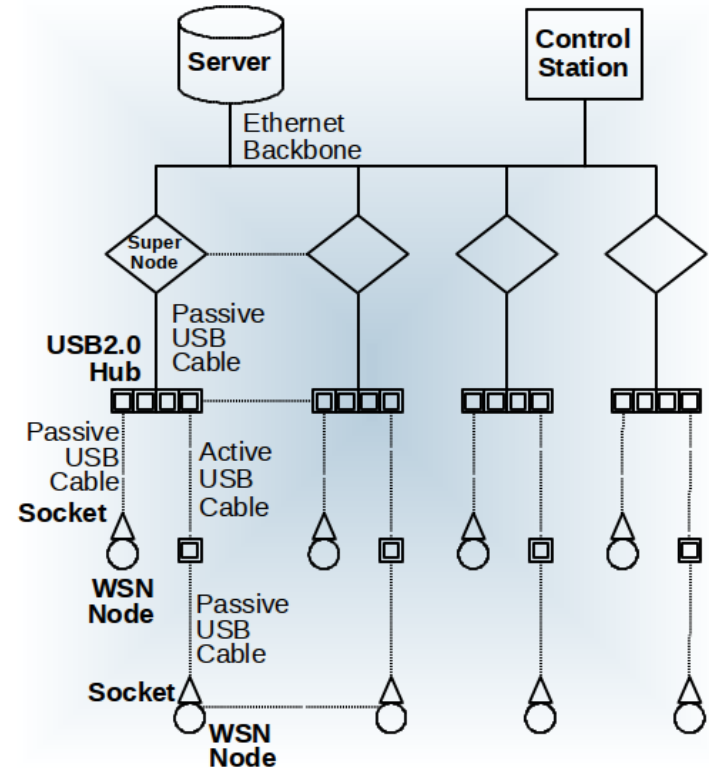 Server
Control
Station
Ethernet
Backbone
Super
Node
Passive
USB
Cable
USB2.0
Hub
Passive
USB
Cable
Active
USB
Cable
Socket
WSN
Node
Passive
USB
Cable
Socket
WSN
Node